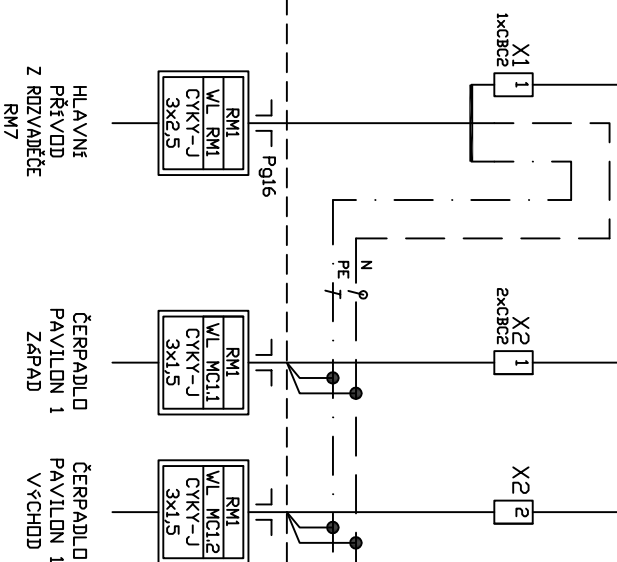 X1
1xCBC2
1
RM1
WL RM1
CYKY-J
3x2,5
Pg16
HLAVNÍ
PŘÍVOD
Z ROZVADĚČE
RM7
N
PE
X2
2xCBC2
1
RM1
WL MC1.1
CYKY-J
3x1,5
ČERPADLO
PAVILON 1
ZÁPAD
X2
2
RM1
WL MC1.2
CYKY-J
3x1,5
ČERPADLO
PAVILON 1
VÝCHOD